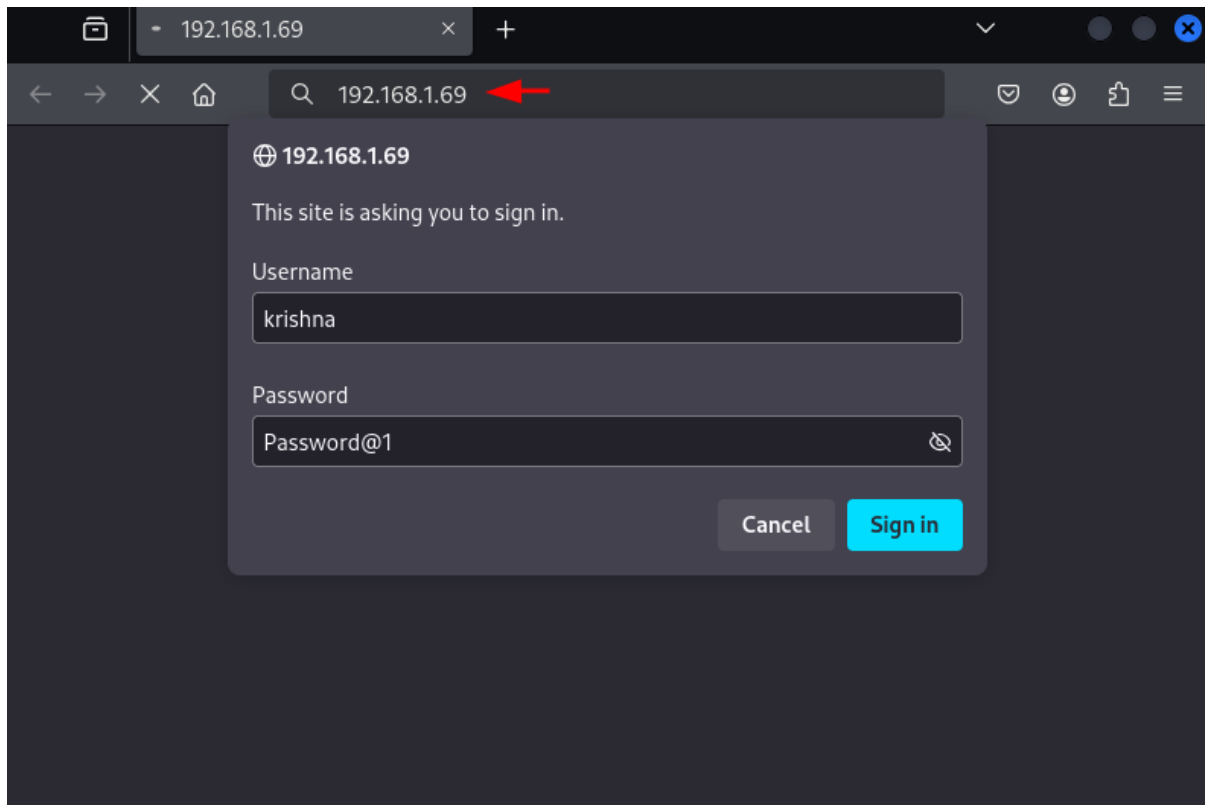 192.168.1.69
192.168.1.69
192.168.1.69
This site is asking you to sign in.
Username
krishna
Password
Password@1
Cancel Sign in